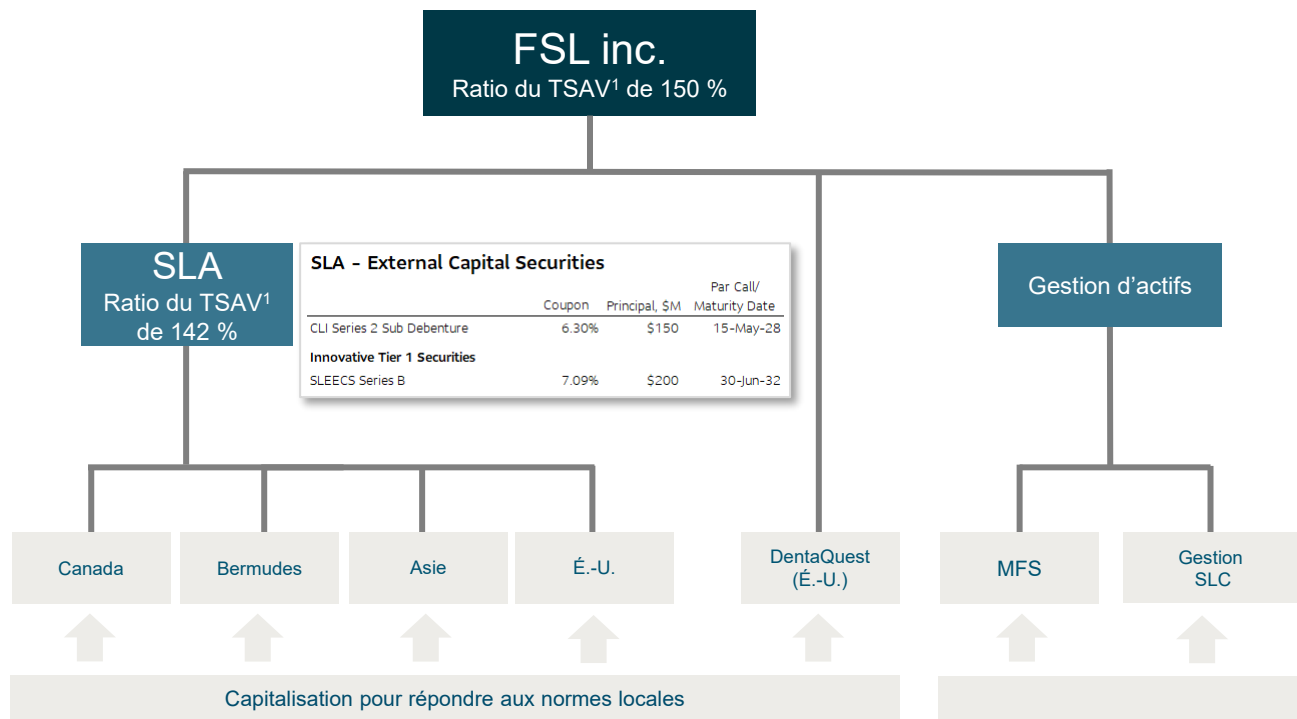 FSL inc.
Ratio du TSAV¹ de 150 %
SLA
Ratio du TSAV¹
de 142 %
SLA – External Capital Securities
Par Call/
Coupon Principal, $M Maturity Date
CLI Series 2 Sub Debenture 6.30% $150 15-May-28
Innovative Tier 1 Securities
SLEECS Series B 7.09% $200 30-Jun-32
Gestion d’actifs
Canada
Bermudes
Asie
É.-U.
DentaQuest
(É.-U.)
MFS
Gestion
SLC
Capitalisation pour répondre aux normes locales